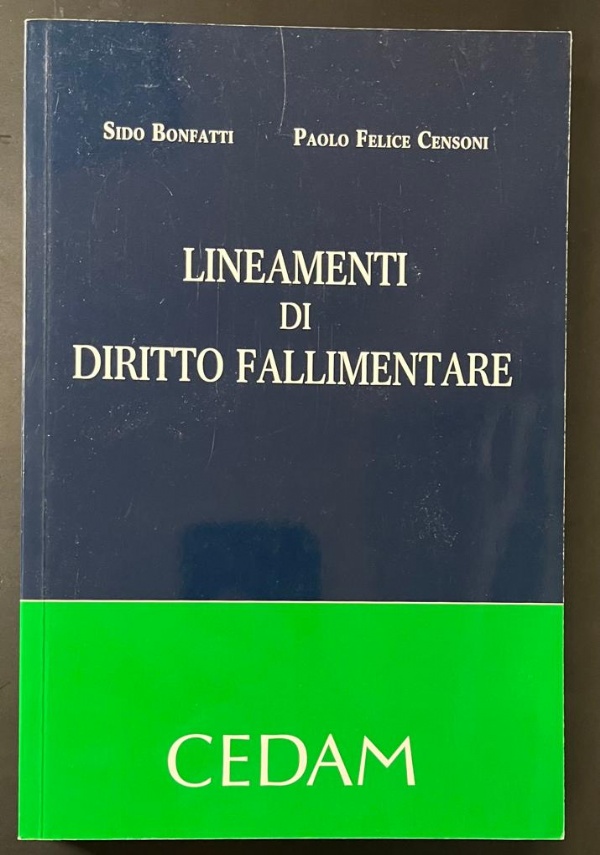 SIDO BONFATTI PAOLO FELICE CENSONI
LINEAMENTI
DI
DIRITTO FALLIMENTARE
CEDAM